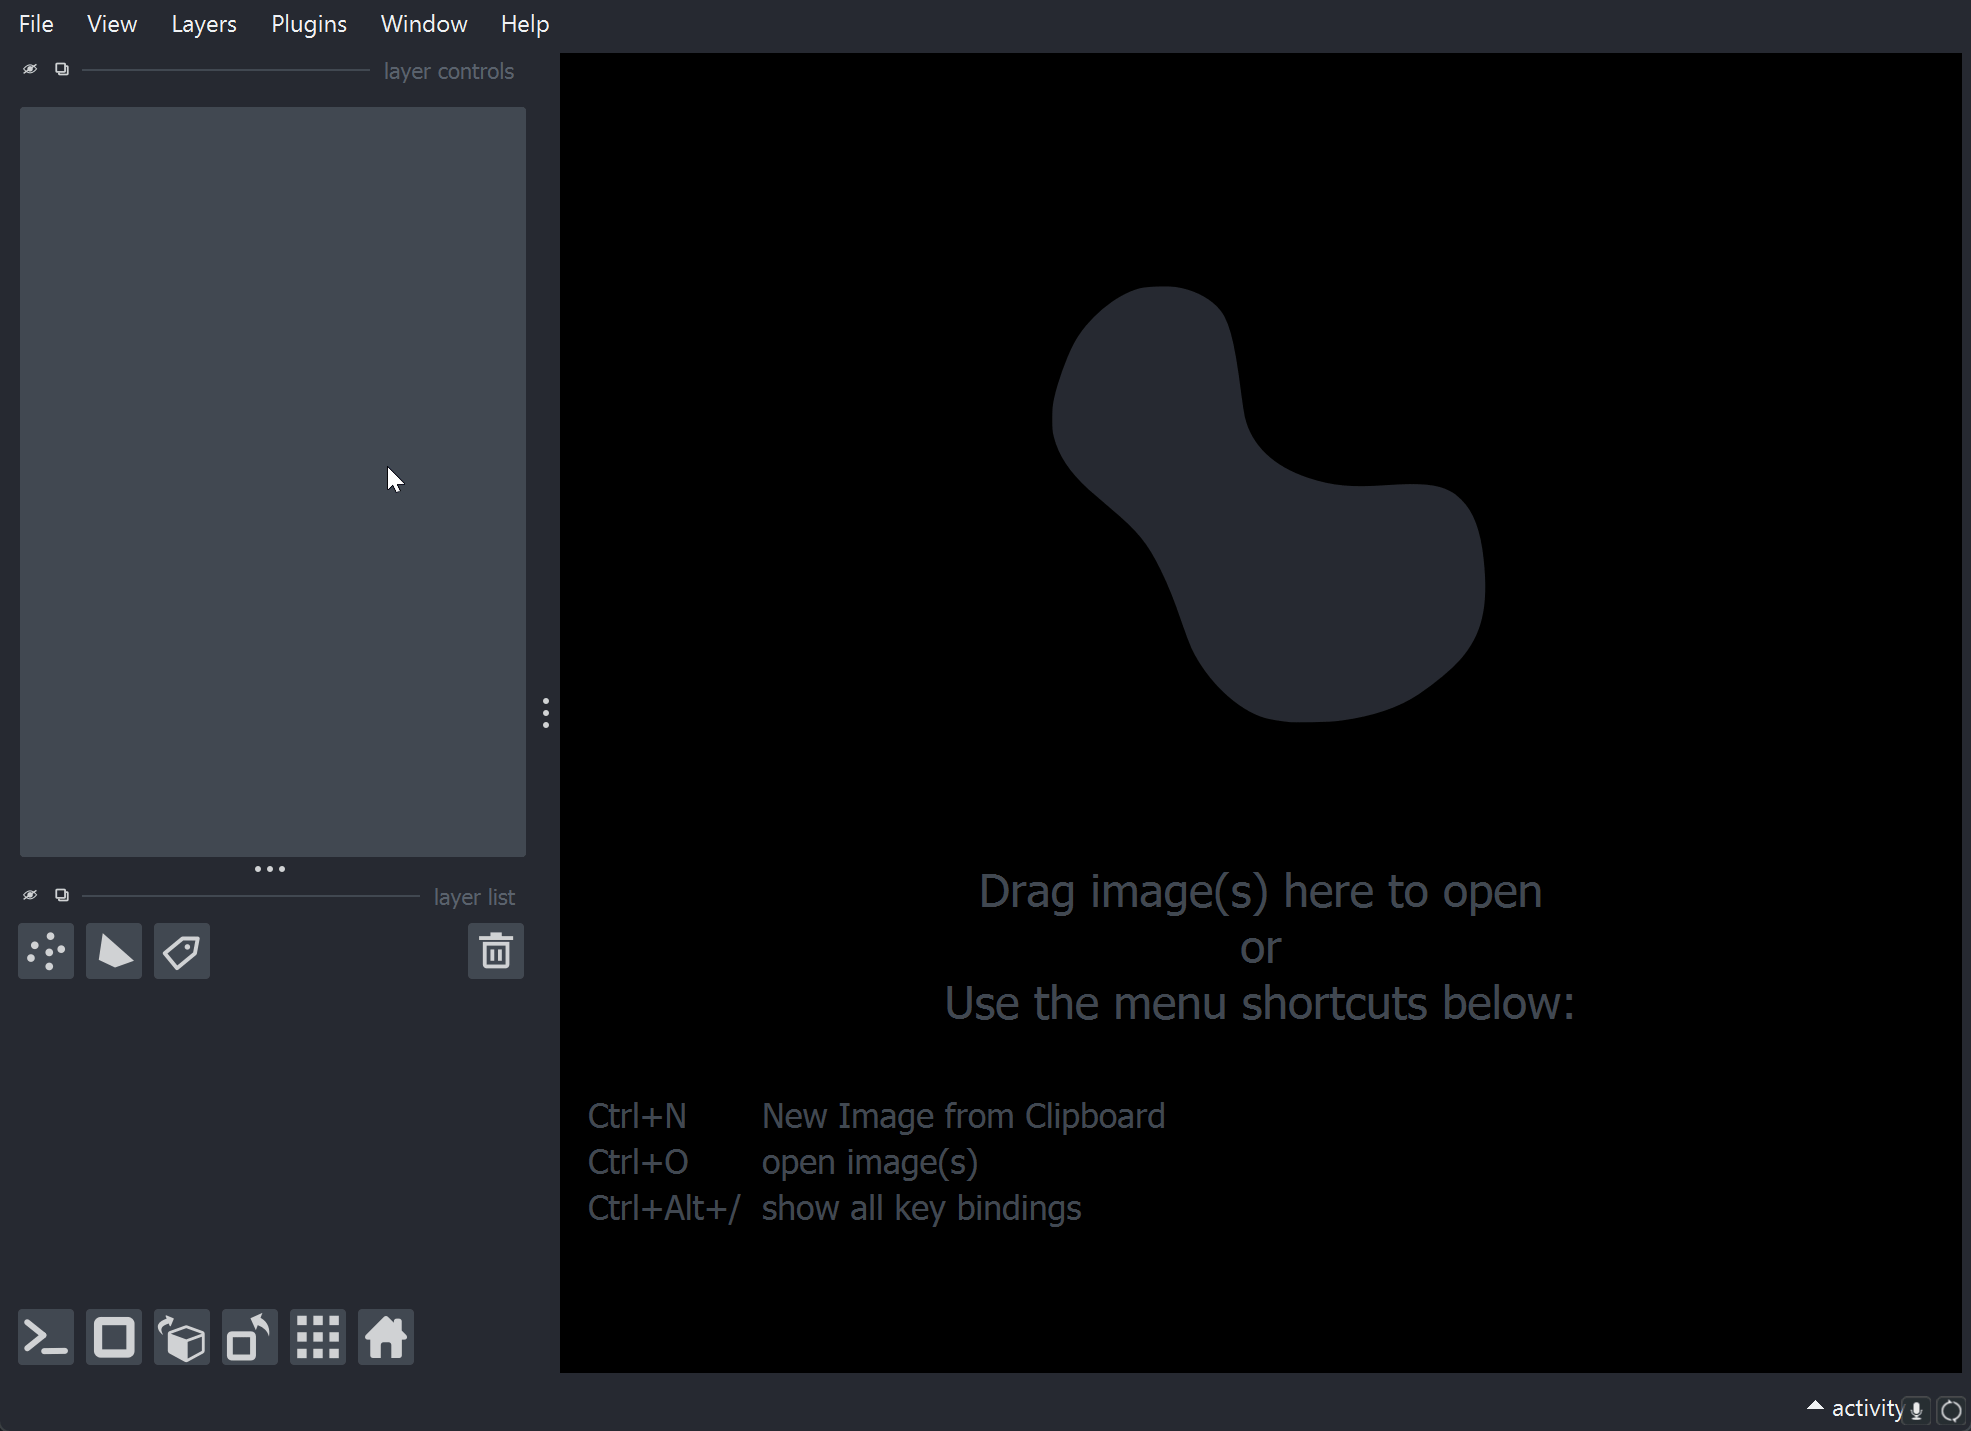 File View Layers Plugins Window Help
layer controls
layer list
Drag image(s) here to open
or
Use the menu shortcuts below:
Ctrl+N New Image from Clipboard
Ctrl+O open image(s)
Ctrl+Alt+/ show all key bindings
activity